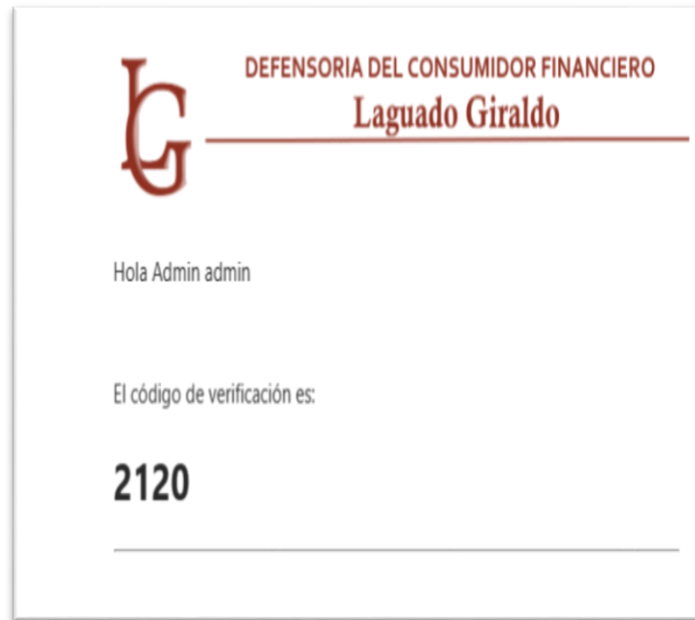 LG
DEFENSORIA DEL CONSUMIDOR FINANCIERO
Laguado Giraldo
Hola Admin admin
El código de verificación es:
2120